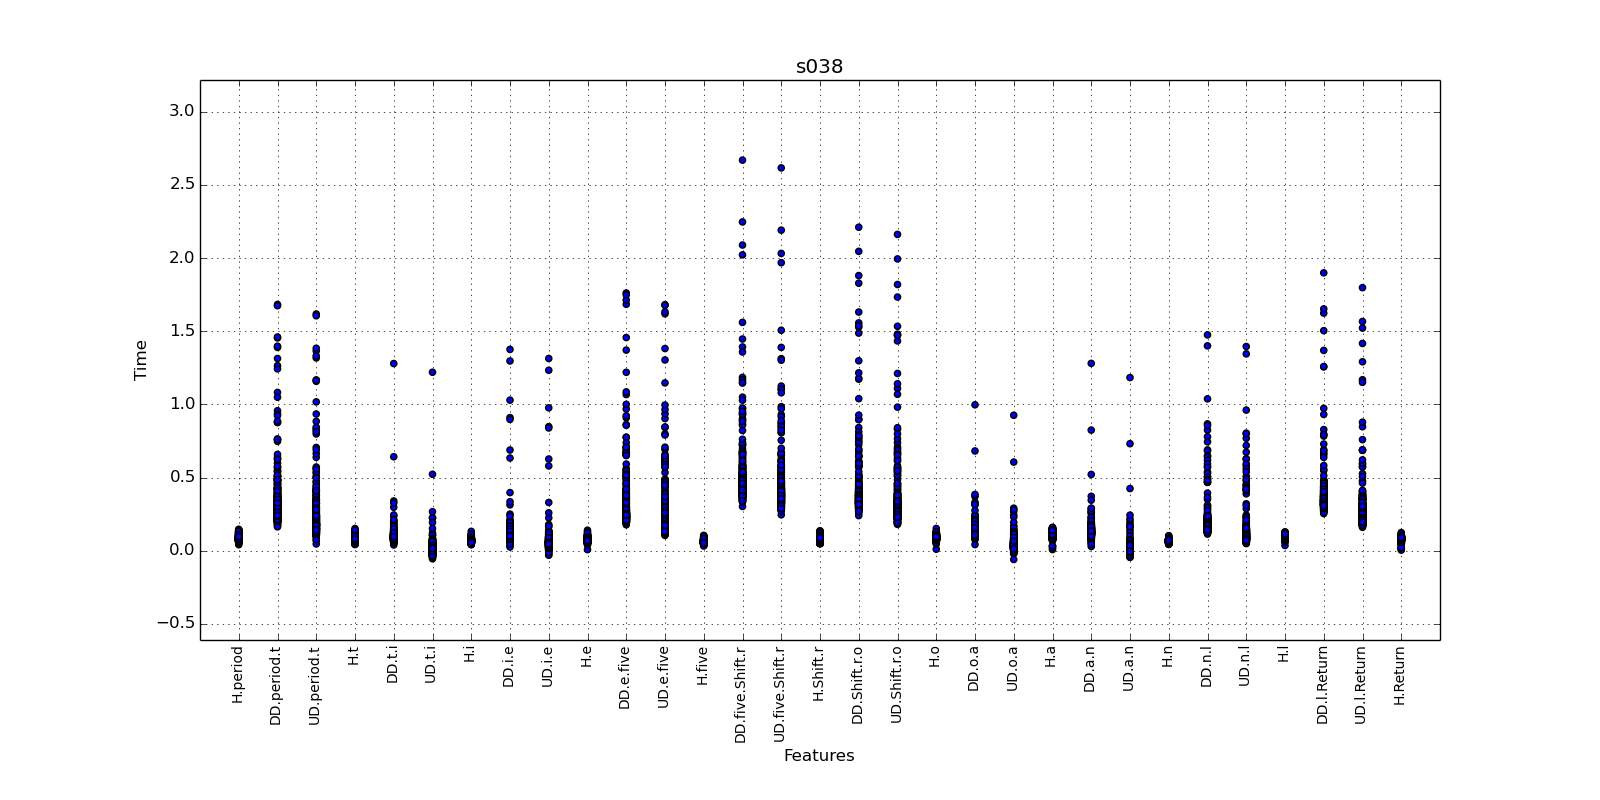 s038
3.0
2.5
2.0
1.5
1.0
0.5
0.0
−0.5
Time
H.period
DD.period.t
UD.period.t
H.t
DD.t.i
UD.t.i
H.i
DD.i.e
UD.i.e
H.e
DD.e.five
UD.e.five
H.five
DD.five.Shift.r
UD.five.Shift.r
H.Shift.r
DD.Shift.r.o
UD.Shift.r.o
H.o
DD.o.a
UD.o.a
H.a
DD.a.n
UD.a.n
H.n
DD.n.l
UD.n.l
H.l
DD.l.Return
UD.l.Return
H.Return
Features